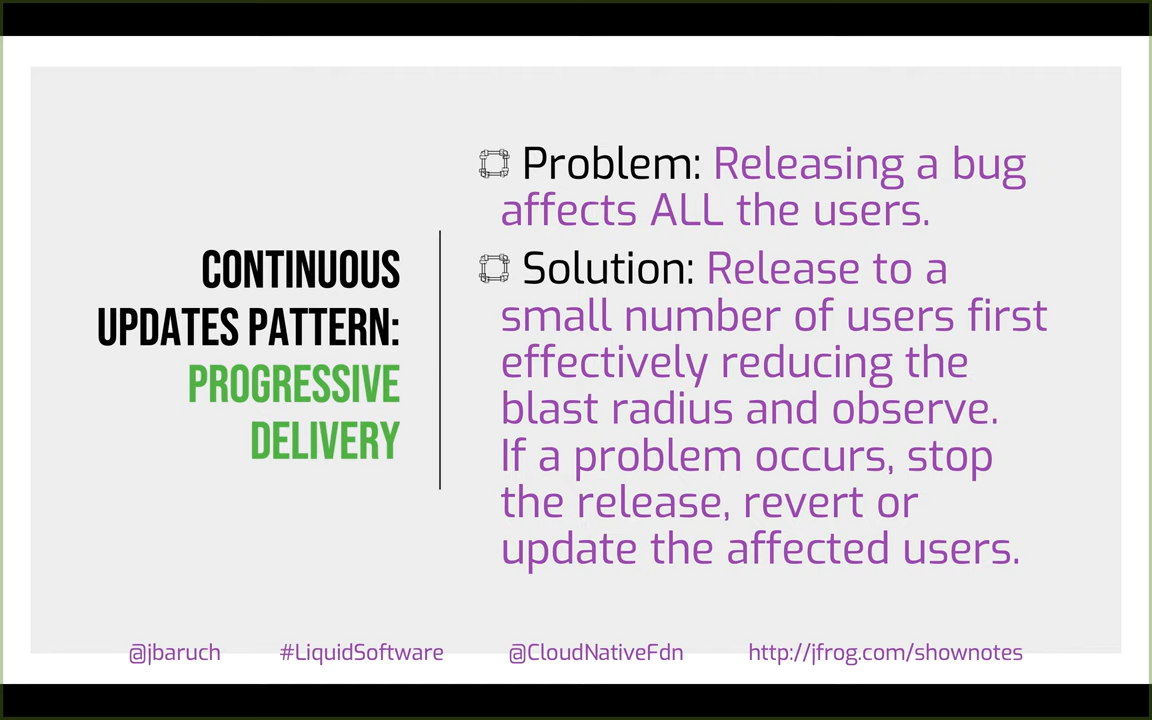 CONTINUOUS
UPDATES PATTERN:
PROGRESSIVE
DELIVERY
Problem: Releasing a bug
affects ALL the users.
Solution: Release to a
small number of users first
effectively reducing the
blast radius and observe.
If a problem occurs, stop
the release, revert or
update the affected users.
@jbaruch #LiquidSoftware @CloudNativeFdn http://jfrog.com/shownotes